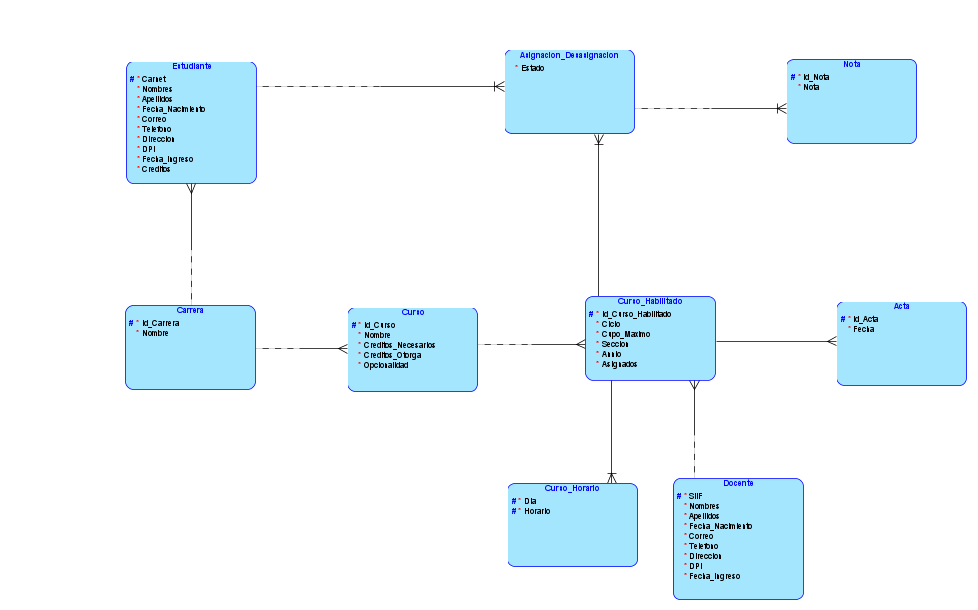 Estudiante
# * Carnet
* Nombres
* Apellidos
* Fecha_Nacimiento
* Correo
* Telefono
* Direccion
* DPI
* Fecha_Ingreso
* Creditos
Asignacion_Desasignacion
* Estado
Nota
# * Id_Nota
* Nota
Carrera
# * Id_Carrera
* Nombre
Curso
# * Id_Curso
* Nombre
* Creditos_Necesarios
* Creditos_Otorga
* Opcionalidad
Curso_Habilitado
# * Id_Curso_Habilitado
* Ciclo
* Cupo_Maximo
* Seccion
* Annio
* Asignados
Acta
# * Id_Acta
* Fecha
Curso_Horario
# * Dia
# * Horario
Docente
# * SIIF
* Nombres
* Apellidos
* Fecha_Nacimiento
* Correo
* Telefono
* Direccion
* DPI
* Fecha_Ingreso